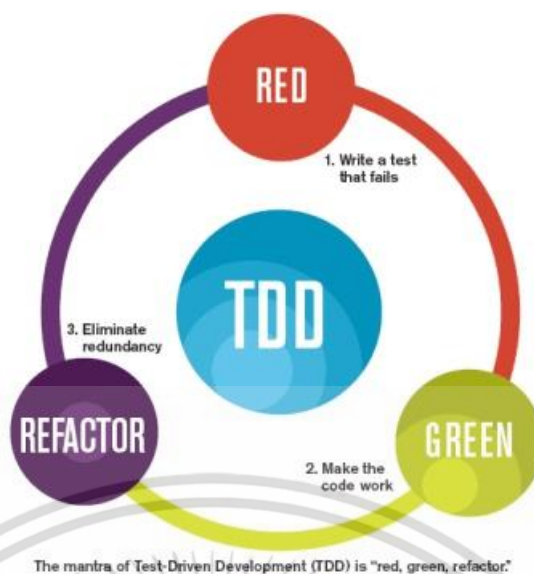 RED
1. Write a test
that fails
TDD
3. Eliminate
redundancy
REFACTOR
GREEN
2. Make the
code work
The mantra of Test-Driven Development (TDD) is “red, green, refactor.”